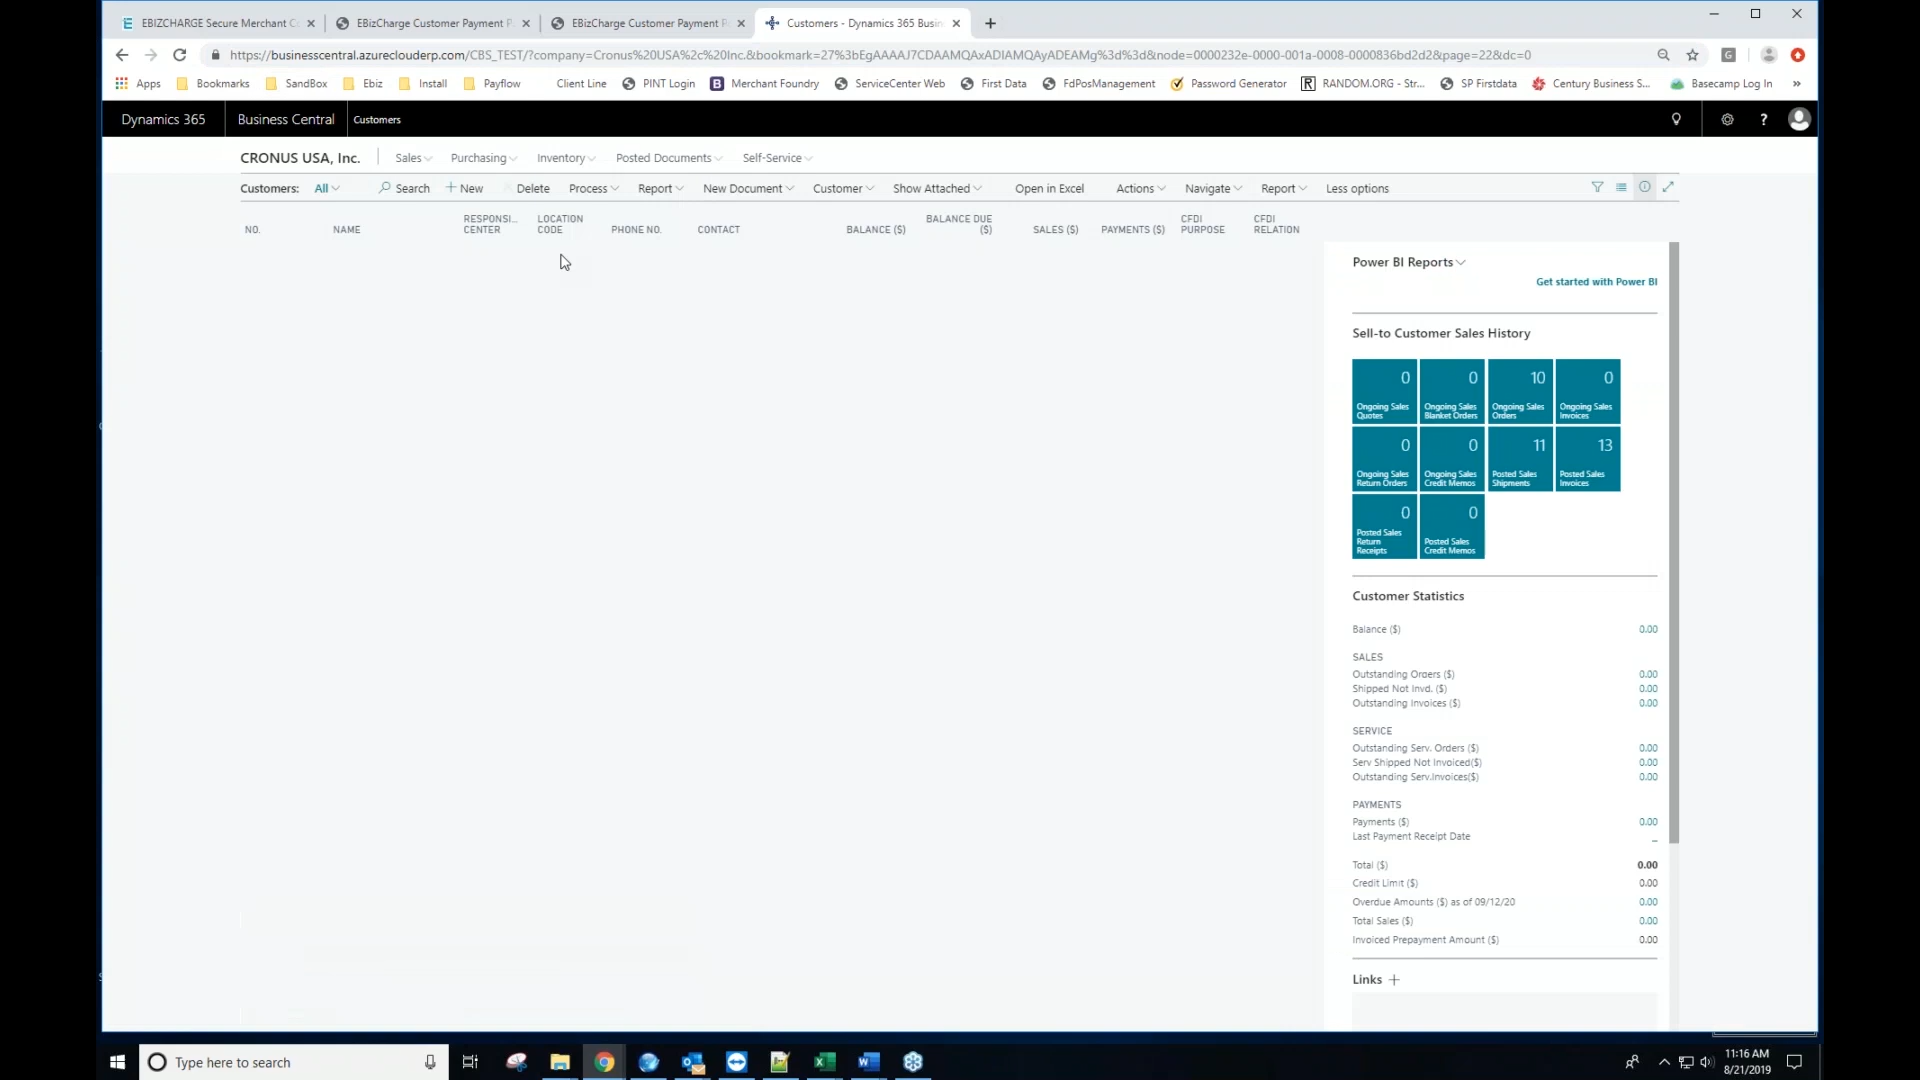 EBIZCHARGE Secure Merchant C
EBizCharge Customer Payment P
EBizCharge Customer Payment P
Customers - Dynamics 365 Busin
https://businesscentral.azureclouderp.com/CBS_TEST/?company=Cronus%20USA%2c%20Inc.&bookmark=27%3bEgAAAAJ7CDAAMQAxADIAMQAyADEAMg%3d%3d&node=0000232e-0000-001a-0008-0000836bd2d2&page=22&dc=0
Apps
Bookmarks
SandBox
Ebiz
Install
Payflow
Client Line
PINT Login
Merchant Foundry
ServiceCenter Web
First Data
FdPosManagement
Password Generator
RANDOM.ORG - Str...
SP Firstdata
Century Business S...
Basecamp Log In
Dynamics 365
Business Central
Customers
CRONUS USA, Inc.
Sales
Purchasing
Inventory
Posted Documents
Self-Service
Customers: All
Search
New
Delete
Process
Report
New Document
Customer
Show Attached
Open in Excel
Actions
Navigate
Report
Less options
NO.
NAME
RESPONSI...
CENTER
LOCATION
CODE
PHONE NO.
CONTACT
BALANCE ($)
BALANCE DUE
($)
SALES ($)
PAYMENTS ($)
CFDI
PURPOSE
CFDI
RELATION
Power BI Reports
Get started with Power BI
Sell-to Customer Sales History
0
Ongoing Sales
Quotes
0
Ongoing Sales
Blanket Orders
10
Ongoing Sales
Orders
0
Ongoing Sales
Invoices
0
Ongoing Sales
Return Orders
0
Ongoing Sales
Credit Memos
11
Posted Sales
Shipments
13
Posted Sales
Invoices
0
Posted Sales
Return
Receipts
0
Posted Sales
Credit Memos
Customer Statistics
Balance ($) 0.00
SALES
Outstanding Orders ($) 0.00
Shipped Not Invd. ($) 0.00
Outstanding Invoices ($) 0.00
SERVICE
Outstanding Serv. Orders ($) 0.00
Serv Shipped Not Invoiced($) 0.00
Outstanding Serv.Invoices($) 0.00
PAYMENTS
Payments ($) 0.00
Last Payment Receipt Date _
Total ($) 0.00
Credit Limit ($) 0.00
Overdue Amounts ($) as of 09/12/20 0.00
Total Sales ($) 0.00
Invoiced Prepayment Amount ($) 0.00
Links
Type here to search
11:16 AM
8/21/2019